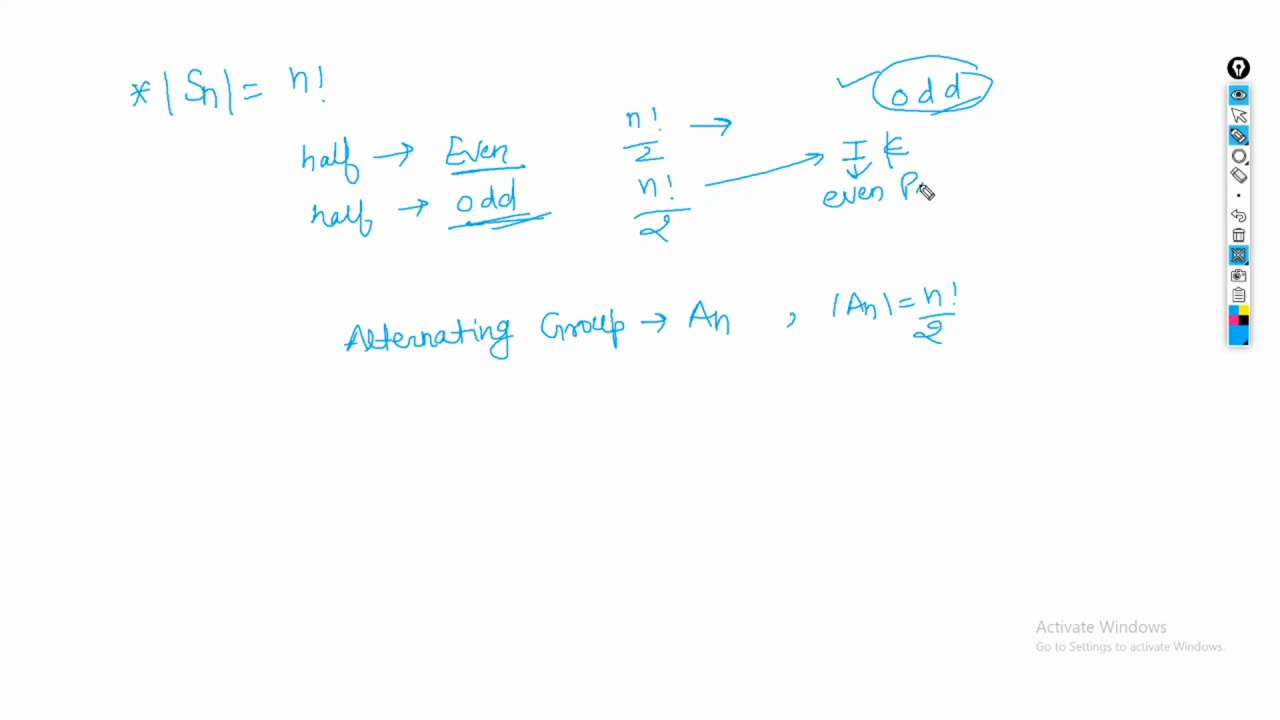 * |Sn| = n!
odd
half → Even n!/2 →
I
half → odd n!/2 → even P
Alternating Group → An , |An| = n!/2
Activate Windows
Go to Settings to activate Windows.